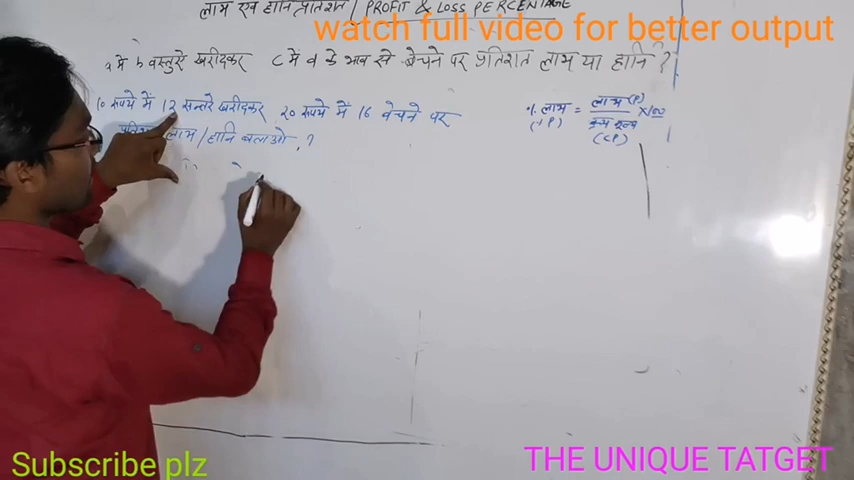 लाभ एवं हानि प्रतिशत / PROFIT & LOSS PERCENTAGE
watch full video for better output
a में b वस्तुऐं खरीदकर C में d के भाव से बेचने पर प्रतिशत लाभ या हानि ?
10 रुपये में 12 सन्तरे खरीदकर, 20 रुपये में 16 बेचने पर
लाभ / हानि बताओ ?
% लाभ = लाभ (P) / क्रय मूल्य (CP) X100
Subscribe plz
THE UNIQUE TATGET